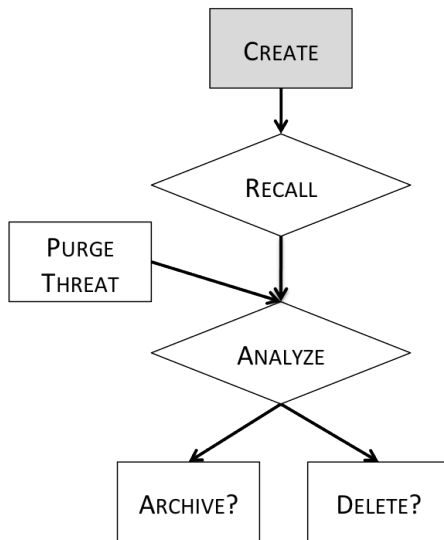 CREATE
RECALL
PURGE
THREAT
ANALYZE
ARCHIVE?
DELETE?